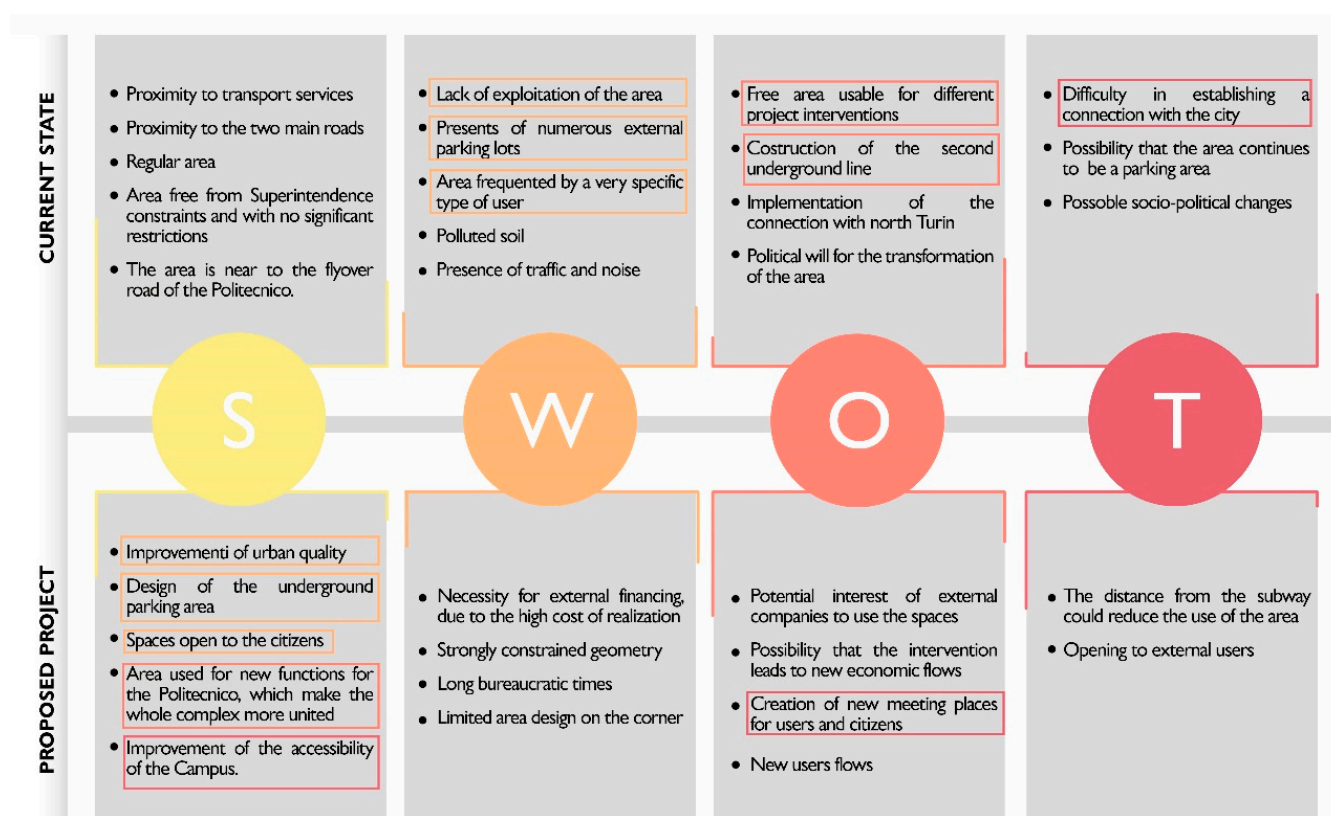 CURRENT STATE
Proximity to transport services
Proximity to the two main roads
Regular area
Area free from Superintendence
constraints and with no significant
restrictions
The area is near to the flyover
road of the Politecnico.
Lack of exploitation of the area
Presents of numerous external
parking lots
Area frequented by a very specific
type of user
Polluted soil
Presence of traffic and noise
Free area usable for different
project interventions
Costruction of the second
underground line
Implementation of the
connection with north Turin
Political will for the transformation
of the area
Difficulty in establishing a
connection with the city
Possibility that the area continues
to be a parking area
Possoble socio-political changes
S
W
O
T
PROPOSED PROJECT
Improvementi of urban quality
Design of the underground
parking area
Spaces open to the citizens
Area used for new functions for
the Politecnico, which make the
whole complex more united
Improvement of the accessibility
of the Campus.
Necessity for external financing,
due to the high cost of realization
Strongly constrained geometry
Long bureaucratic times
Limited area design on the corner
Potential interest of external
companies to use the spaces
Possibility that the intervention
leads to new economic flows
Creation of new meeting places
for users and citizens
New users flows
The distance from the subway
could reduce the use of the area
Opening to external users